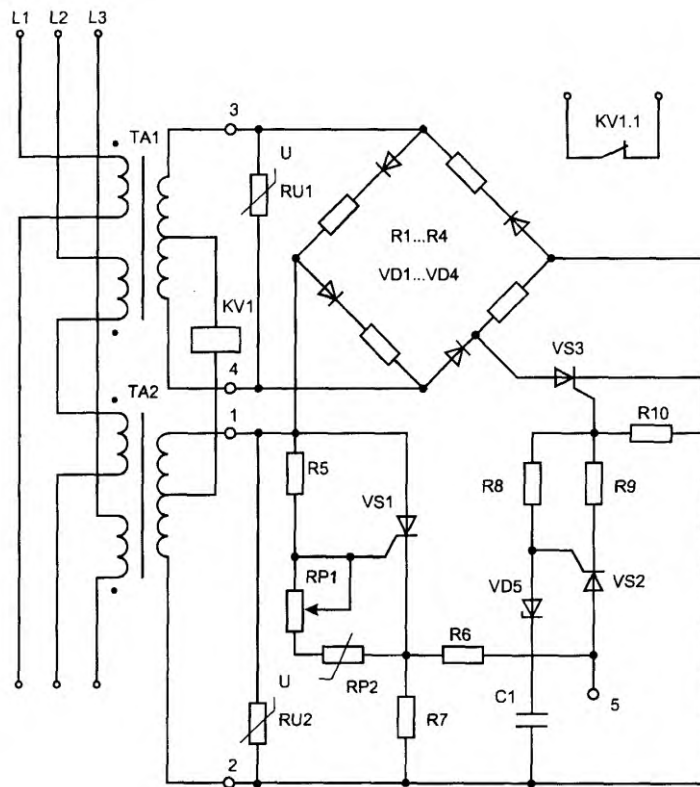 L1 L2 L3
3
TA1
KV1.1
U
RU1
R1...R4
VD1...VD4
KV1
4
VS3
TA2
1
R10
R5
R8
R9
VS1
RP1
VD5
VS2
R6
U
RP2
C1
5
RU2
R7
2